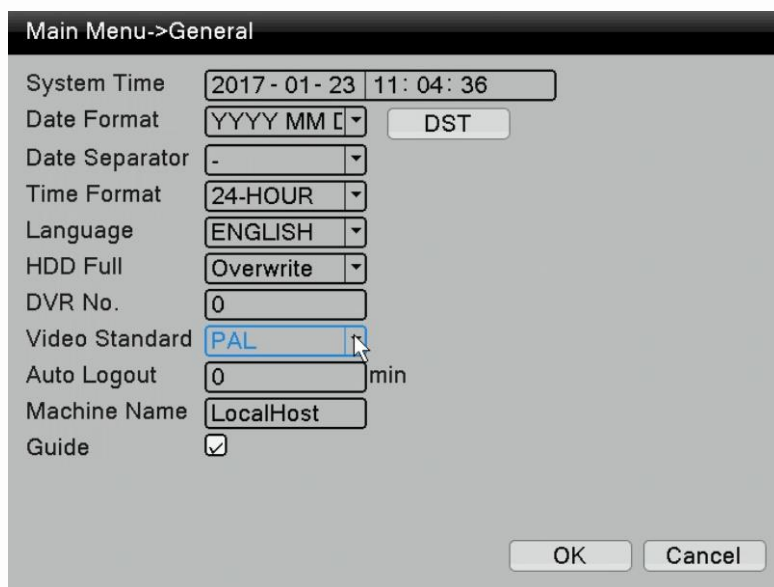 Main Menu->General
System Time 2017-01-23 11:04:36
Date Format YYYY MM D DST
Date Separator -
Time Format 24-HOUR
Language ENGLISH
HDD Full Overwrite
DVR No. 0
Video Standard PAL
Auto Logout 0 min
Machine Name LocalHost
Guide
OK Cancel